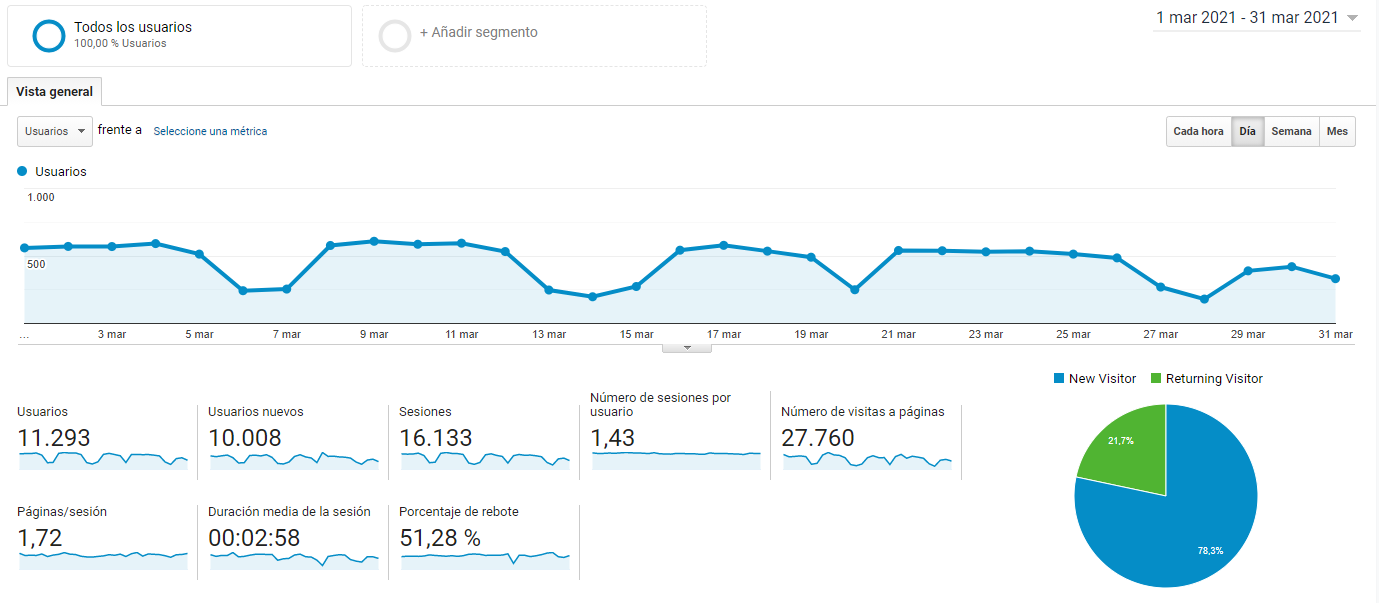 Todos los usuarios
100,00 % Usuarios
+ Añadir segmento
1 mar 2021 - 31 mar 2021
Vista general
Usuarios
frente a
Seleccione una métrica
Cada hora
Día
Semana
Mes
Usuarios
1.000
500
...
3 mar
5 mar
7 mar
9 mar
11 mar
13 mar
15 mar
17 mar
19 mar
21 mar
23 mar
25 mar
27 mar
29 mar
31 mar
New Visitor
Returning Visitor
Usuarios
11.293
Usuarios nuevos
10.008
Sesiones
16.133
Número de sesiones por
usuario
1,43
Número de visitas a páginas
27.760
21,7%
78,3%
Páginas/sesión
1,72
Duración media de la sesión
00:02:58
Porcentaje de rebote
51,28 %